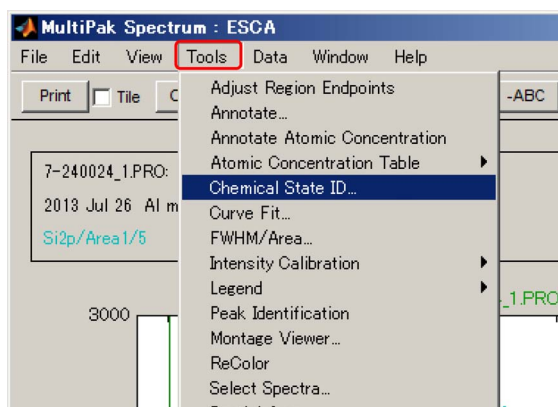 MultiPak Spectrum : ESCA
File Edit View Tools Data Window Help
Print Tile C -ABC
Adjust Region Endpoints
Annotate...
Annotate Atomic Concentration
Atomic Concentration Table
Chemical State ID...
Curve Fit...
FWHM/Area...
Intensity Calibration
Legend
Peak Identification
Montage Viewer...
ReColor
Select Spectra...
7-240024_1.PRO:
2013 Jul 26 Al m
Si2p/Area1/5
_1.PRO
3000